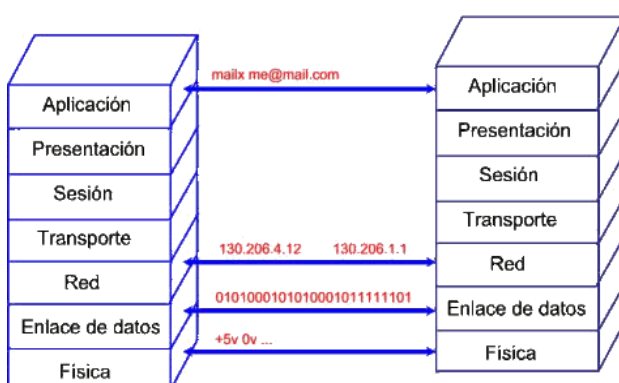 mailx me@mail.com
Aplicación
Aplicación
Presentación
Presentación
Sesión
Sesión
Transporte
Transporte
130.206.4.12 130.206.1.1
Red
Red
0101000101010001011111101
Enlace de datos
Enlace de datos
+5v 0v ...
Física
Física